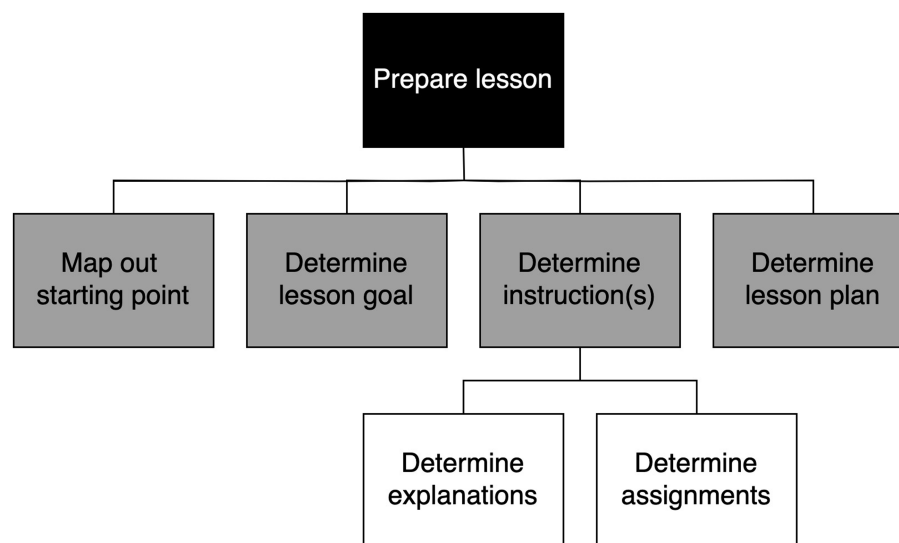 Prepare lesson
Map out
starting point
Determine
lesson goal
Determine
instruction(s)
Determine
lesson plan
Determine
explanations
Determine
assignments